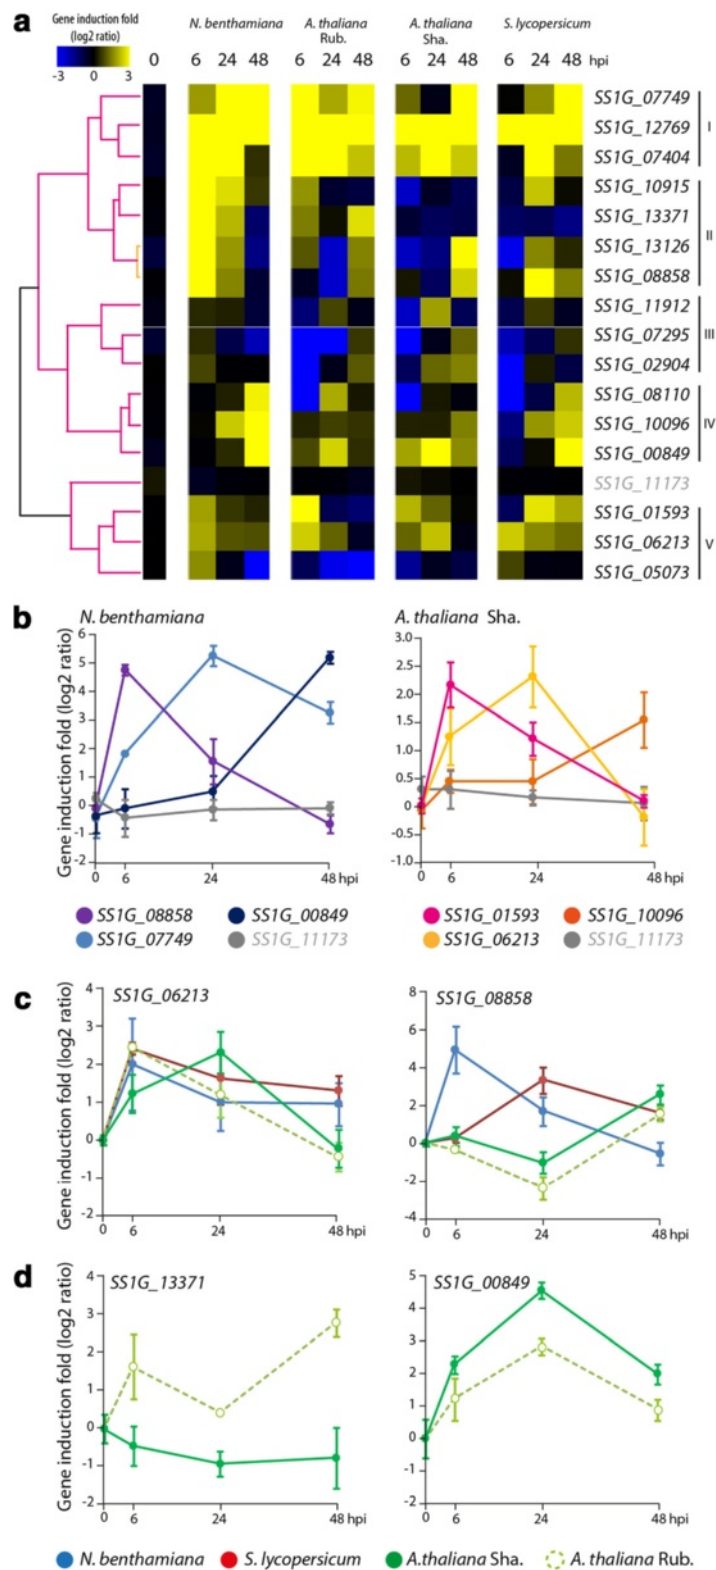 a
Gene induction fold
(log2 ratio)
-3 0 3
N. benthamiana A. thaliana Rub. A. thaliana Sha. S. lycopersicum
0 6 24 48 6 24 48 6 24 48 6 24 48 hpi
SS1G_07749
SS1G_12769
SS1G_07404
I
SS1G_10915
SS1G_13371
SS1G_13126
SS1G_08858
II
SS1G_11912
SS1G_07295
SS1G_02904
III
SS1G_08110
SS1G_10096
SS1G_00849
IV
SS1G_11173
SS1G_01593
SS1G_06213
SS1G_05073
V
b
N. benthamiana
Gene induction fold (log2 ratio)
6
5
4
3
2
1
0
-1
-2
0 6 24 48 hpi
SS1G_08858 SS1G_00849
SS1G_07749 SS1G_11173
A. thaliana Sha.
3.0
2.5
2.0
1.5
1.0
0.5
0
-0.5
-1.0
0 6 24 48 hpi
SS1G_01593 SS1G_10096
SS1G_06213 SS1G_11173
c
SS1G_06213
Gene induction fold (log2 ratio)
4
3
2
1
0
-1
-2
0 6 24 48 hpi
SS1G_08858
8
6
4
2
0
-2
-4
0 6 24 48 hpi
d
SS1G_13371
Gene induction fold (log2 ratio)
4
3
2
1
0
-1
-2
0 6 24 48 hpi
SS1G_00849
5
4
3
2
1
0
-1
-2
0 6 24 48 hpi
N. benthamiana S. lycopersicum A.thaliana Sha. A. thaliana Rub.